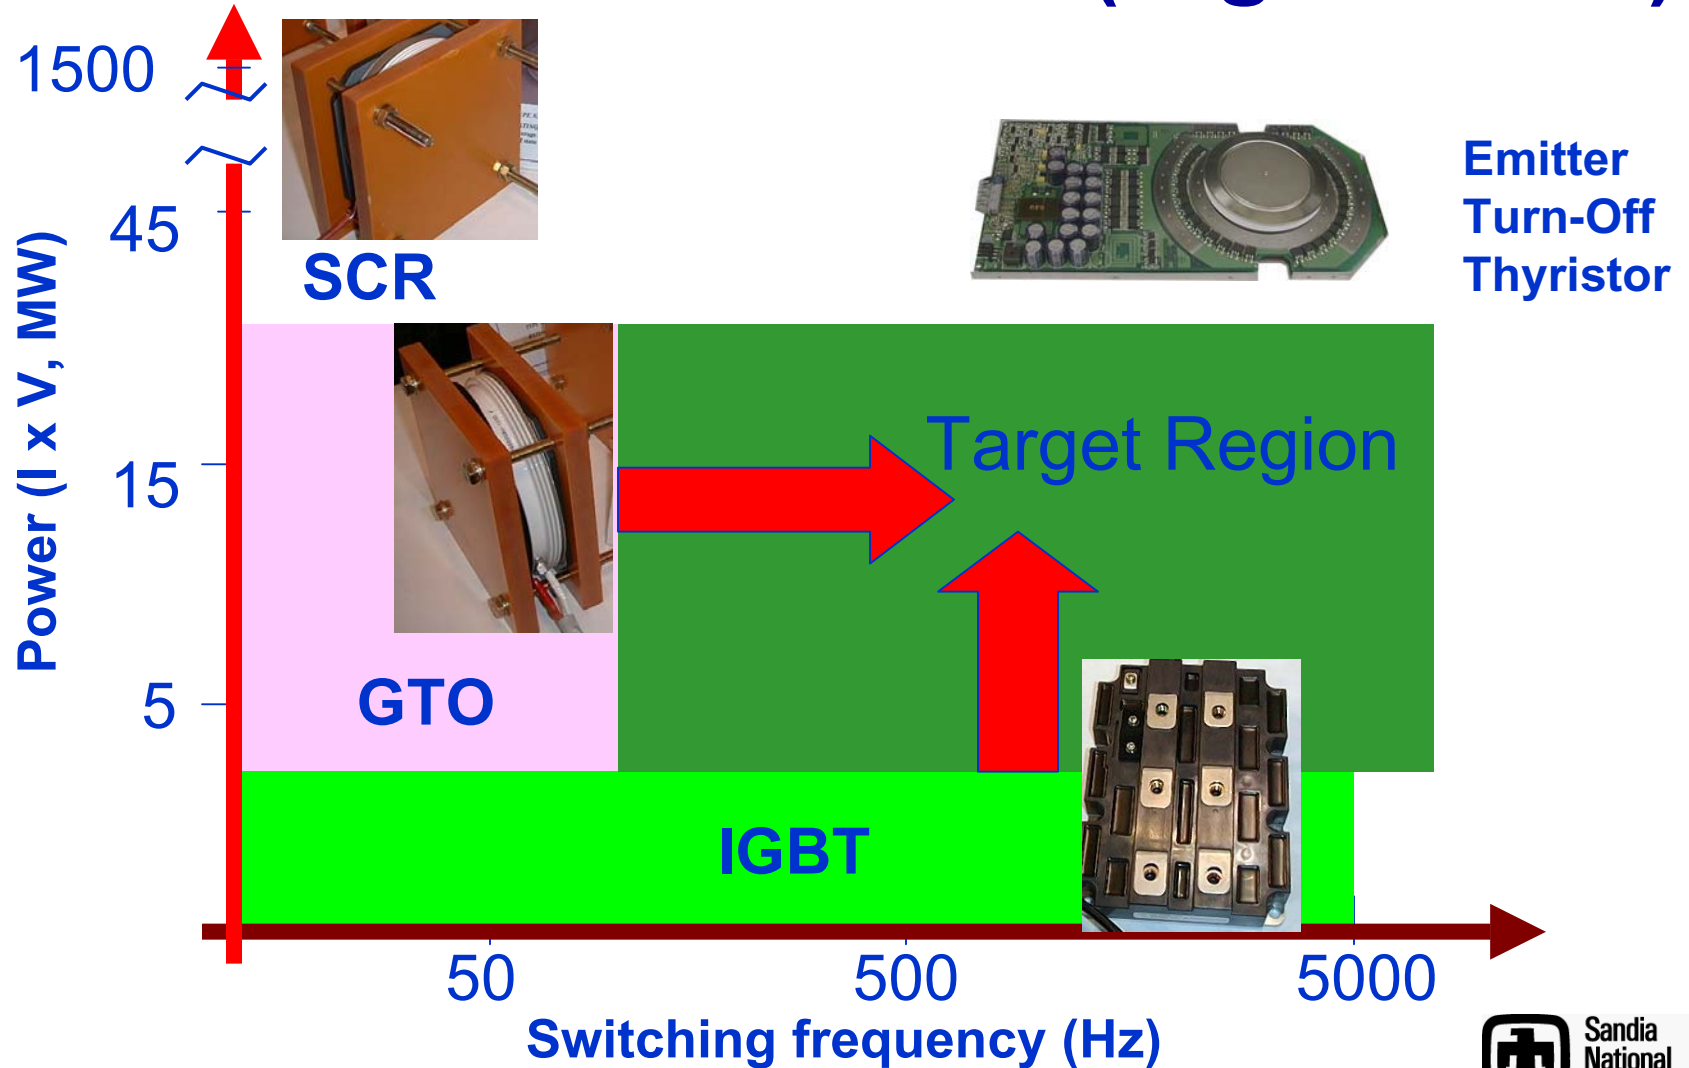 1500
45
15
5
Power (I x V, MW)
SCR
Emitter
Turn-Off
Thyristor
Target Region
GTO
IGBT
50
500
5000
Switching frequency (Hz)
Sandia
National